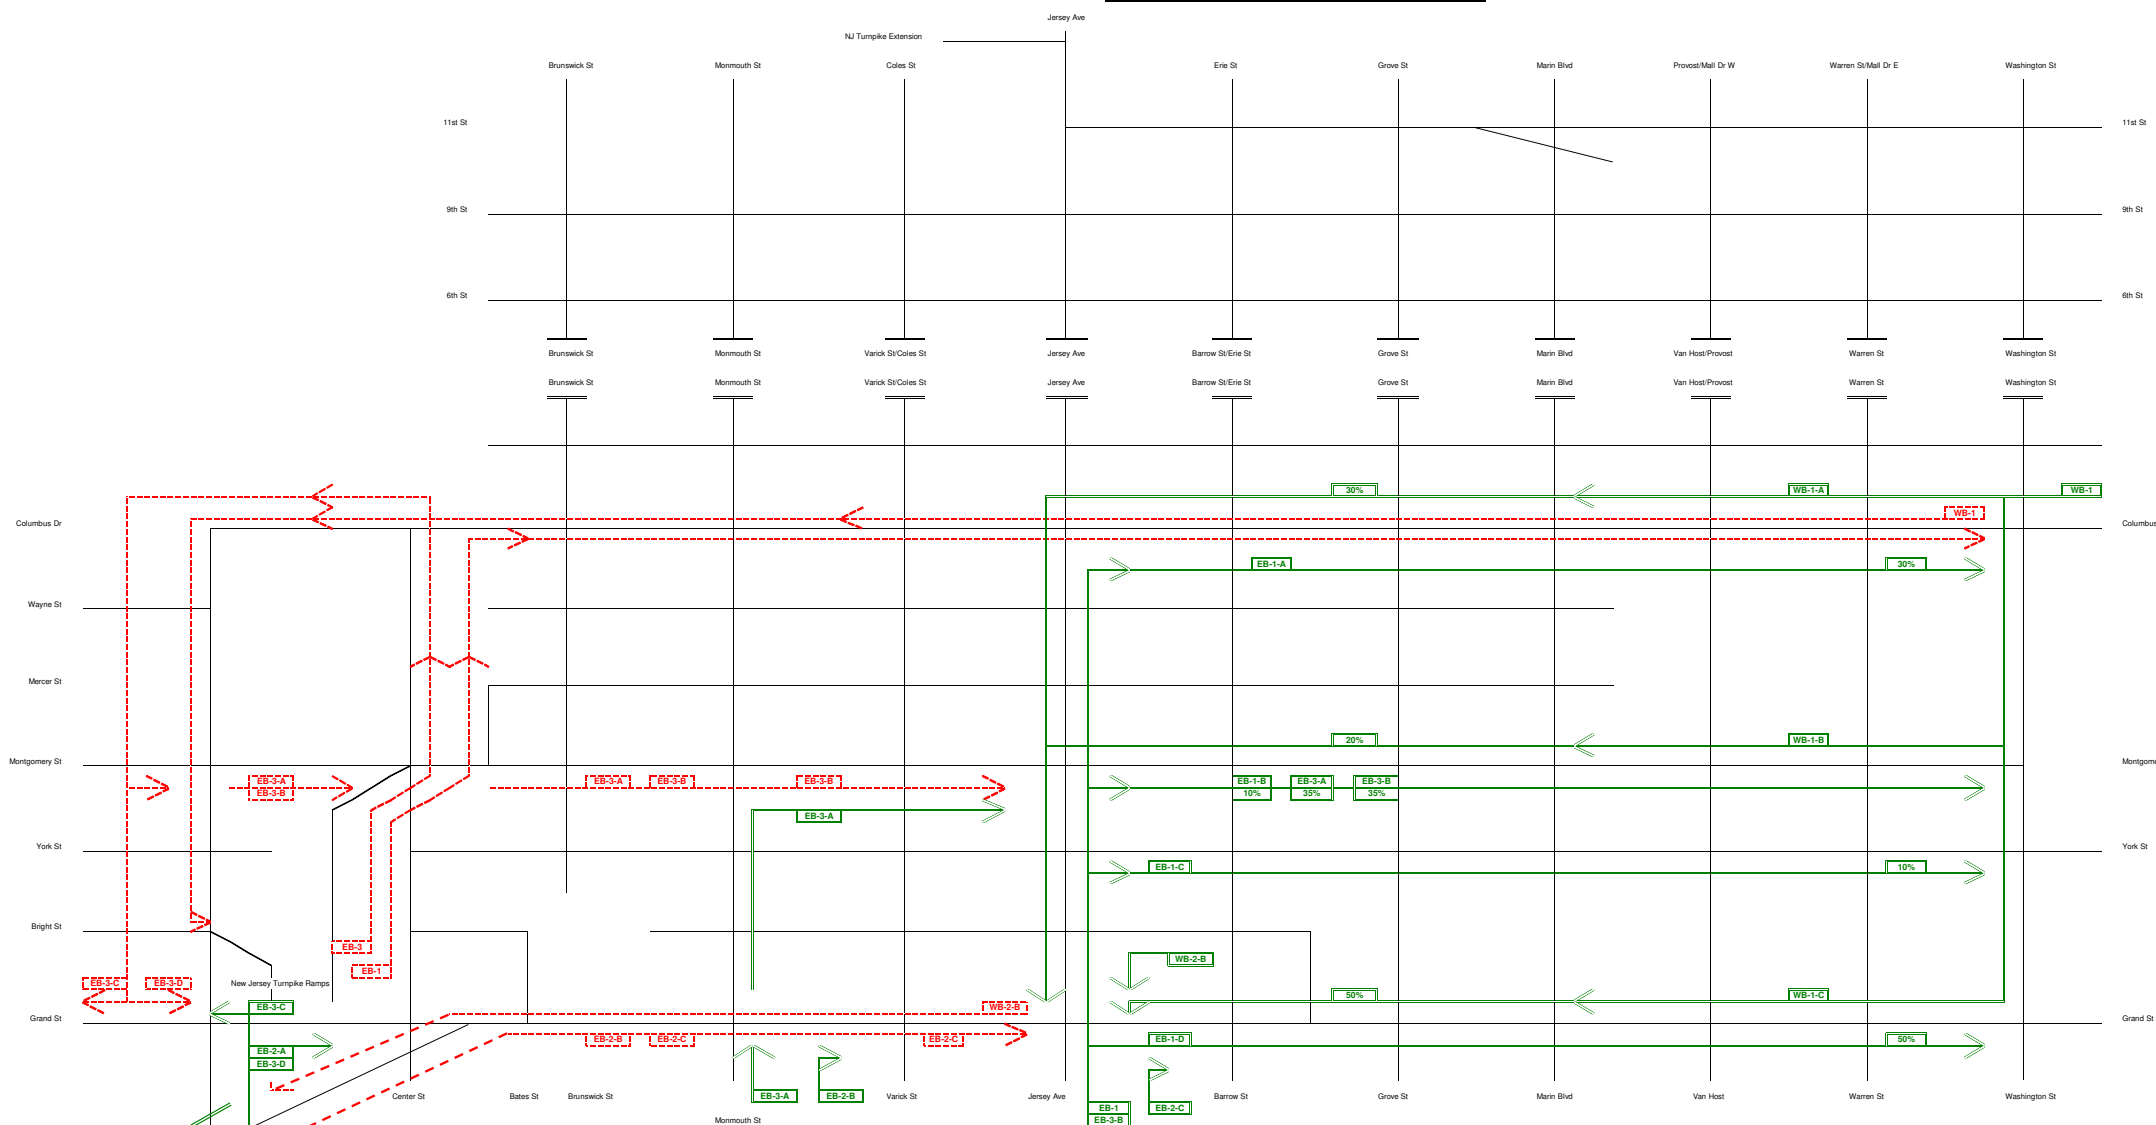 Jersey Ave
NJ Turnpike Extension
Brunswick St
Monmouth St
Coles St
Erie St
Grove St
Marin Blvd
Provost/Mall Dr W
Warren St/Mall Dr E
Washington St
11st St
11st St
9th St
9th St
6th St
6th St
Brunswick St
Monmouth St
Varick St/Coles St
Jersey Ave
Barrow St/Erie St
Grove St
Marin Blvd
Van Host/Provost
Warren St
Washington St
Brunswick St
Monmouth St
Varick St/Coles St
Jersey Ave
Barrow St/Erie St
Grove St
Marin Blvd
Van Host/Provost
Warren St
Washington St
30%
WB-1-A
WB-1
WB-1
Columbus Dr
Columbus
EB-1-A
30%
Wayne St
Mercer St
20%
WB-1-B
Montgomery St
Montgome
EB-3-A
EB-3-B
EB-3-A
EB-3-B
EB-3-B
EB-1-B
10%
EB-3-A
35%
EB-3-B
35%
EB-3-A
York St
York St
EB-1-C
10%
Bright St
EB-3
EB-1
WB-2-B
EB-3-C
EB-3-D
New Jersey Turnpike Ramps
50%
WB-1-C
EB-3-C
WB-2-B
Grand St
Grand St
EB-2-B
EB-2-C
EB-2-C
EB-1-D
50%
EB-2-A
EB-3-D
Center St
Bates St
Brunswick St
EB-3-A
EB-2-B
Varick St
Jersey Ave
EB-1
EB-3-B
EB-2-C
Barrow St
Grove St
Marin Blvd
Van Host
Warren St
Washington St
Monmouth St